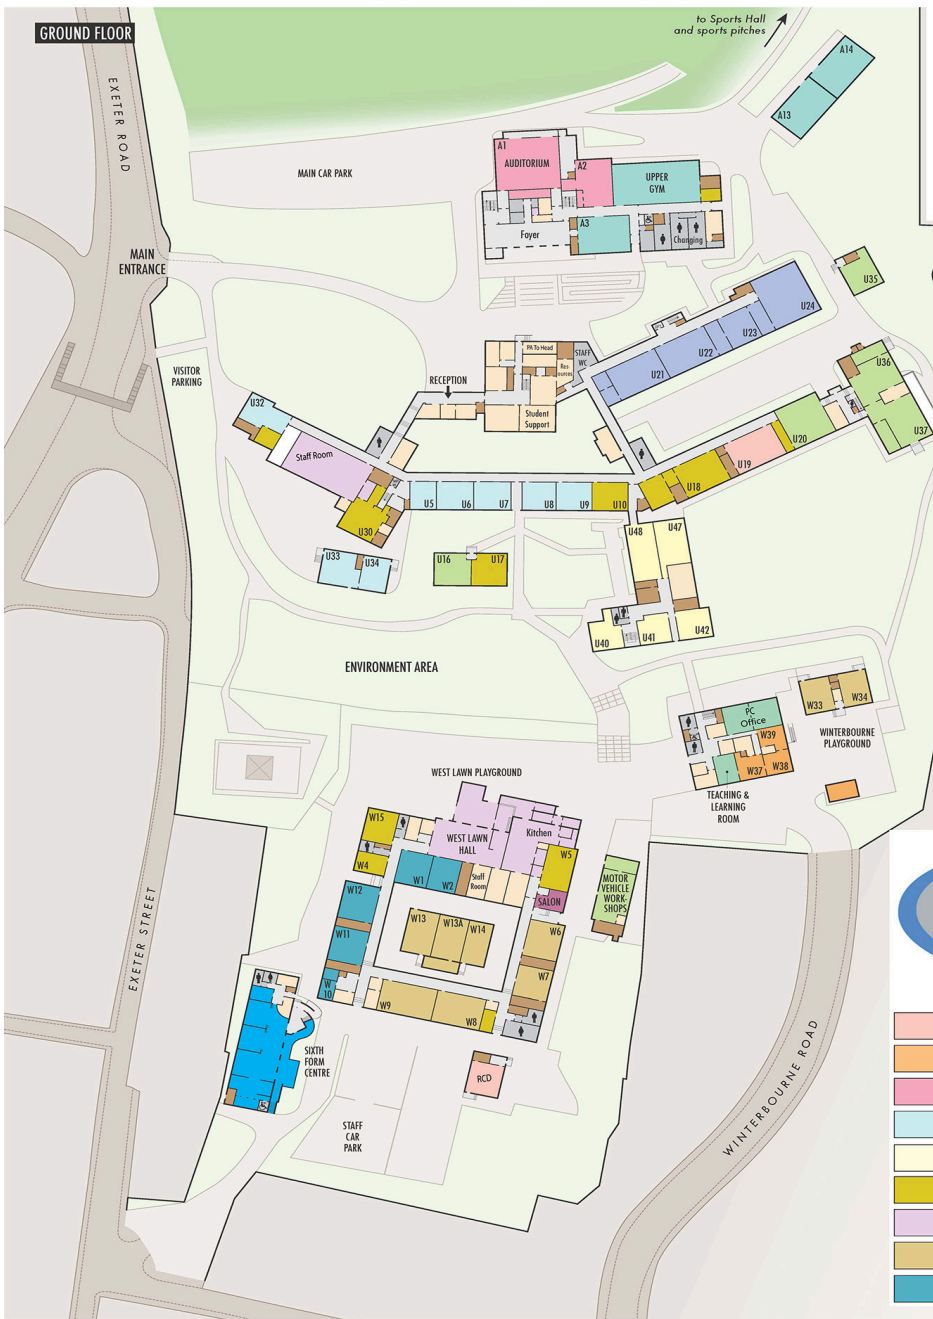 GROUND FLOOR
to Sports Hall
and sports pitches
EXETER ROAD
A14
A13
MAIN CAR PARK
A1
AUDITORIUM
A2
UPPER
GYM
A3
Foyer
Changing
MAIN
ENTRANCE
U35
U24
U23
U22
U21
VISITOR
PARKING
PA To Head
STAFF
WC
Res-
ources
RECEPTION
Student
Support
U36
U37
U32
Staff Room
U20
U19
U18
U5
U6
U7
U8
U9
U10
U30
U33
U34
U16
U17
U48
U47
U40
U41
U42
ENVIRONMENT AREA
W33
W34
PC
Office
W39
W37
W38
WINTERBOURNE
PLAYGROUND
TEACHING &
LEARNING
ROOM
WEST LAWN PLAYGROUND
W15
WEST LAWN
HALL
Kitchen
W4
W5
W1
W2
Staff
Room
SALON
MOTOR
VEHICLE
WORK-
SHOPS
W12
W11
W
10
W13
W13A
W14
W6
W7
W9
W8
EXETER STREET
SIXTH
FORM
CENTRE
RCD
STAFF
CAR
PARK
WINTERBOURNE ROAD